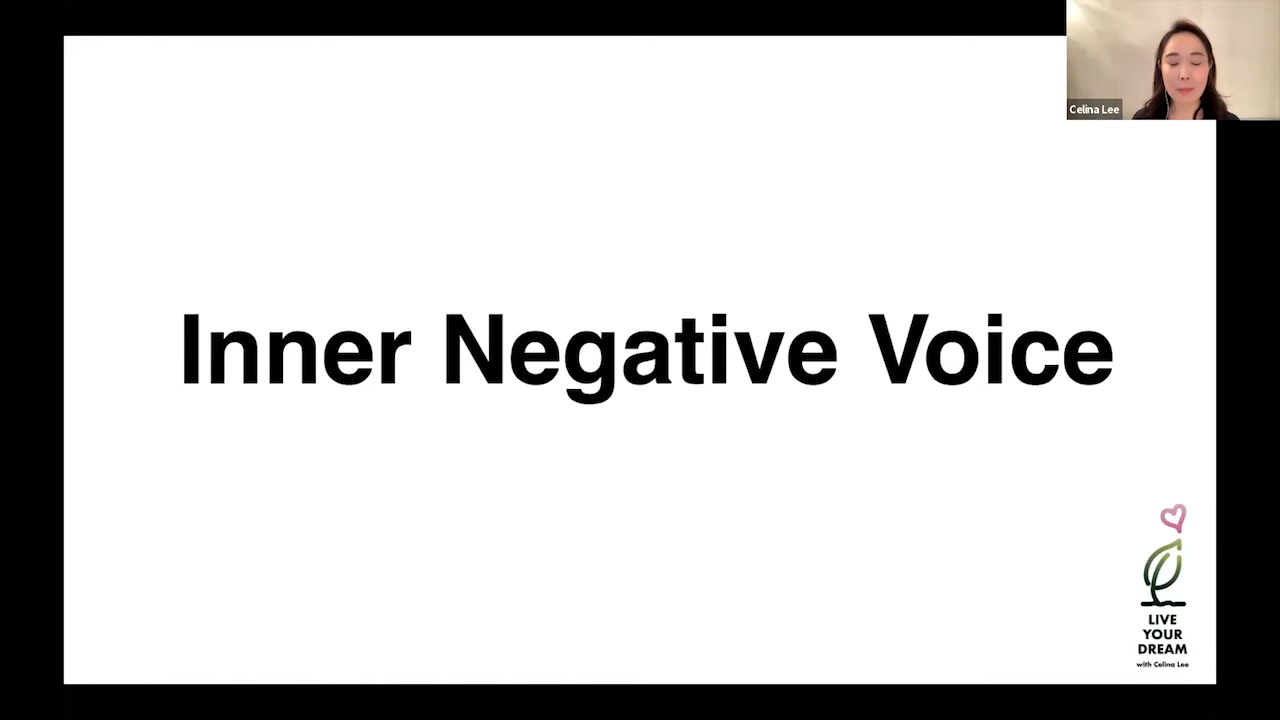 Celina Lee
Inner Negative Voice
LIVE
YOUR
DREAM
with Celina Lee